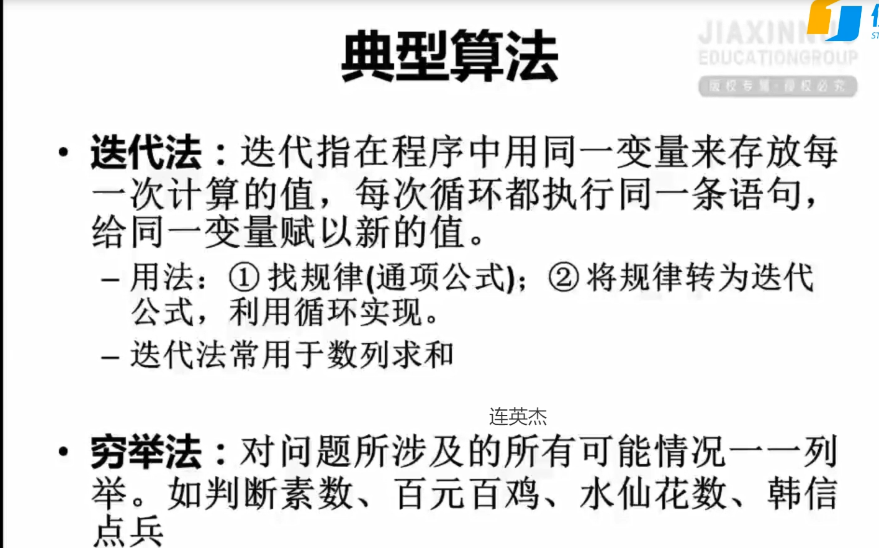 典型算法
JIAXINNUO
EDUCATIONGROUP
版权专属·侵权必究
• 迭代法：迭代指在程序中用同一变量来存放每
一次计算的值，每次循环都执行同一条语句，
给同一变量赋以新的值。
– 用法：① 找规律(通项公式)；② 将规律转为迭代
公式，利用循环实现。
– 迭代法常用于数列求和
连英杰
• 穷举法：对问题所涉及的所有可能情况一一列
举。如判断素数、百元百鸡、水仙花数、韩信
点兵